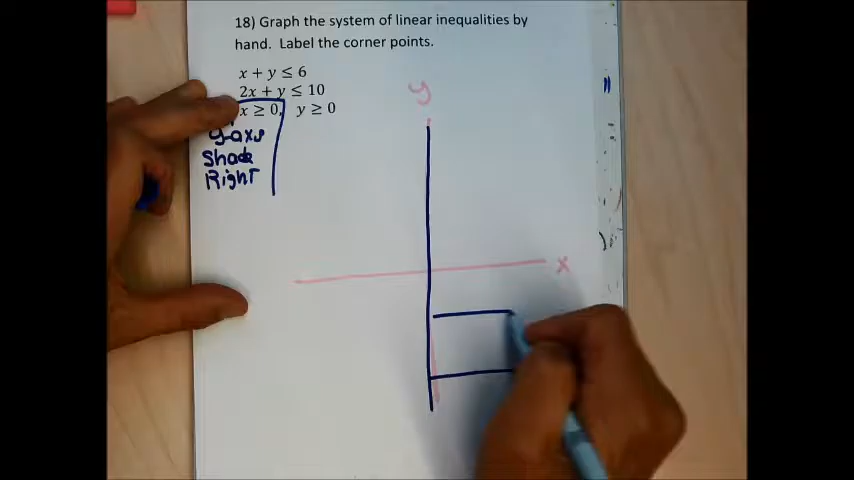 18) Graph the system of linear inequalities by
hand. Label the corner points.
x + y ≤ 6
2x + y ≤ 10
x ≥ 0, y ≥ 0
y-axis
Shade
Right
y
x